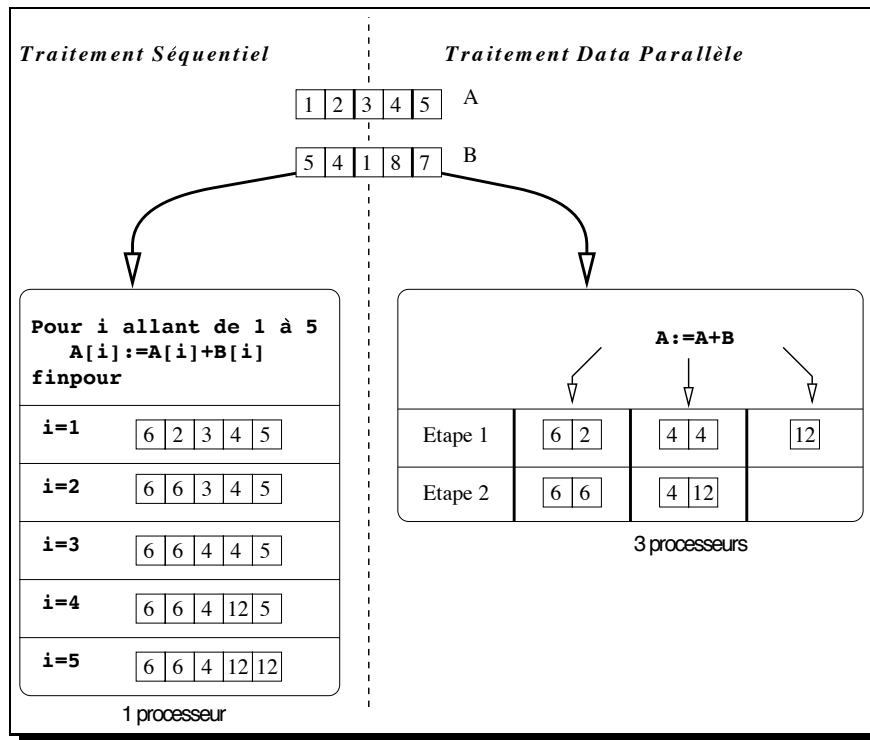 Traitement Séquentiel
Traitement Data Parallèle
1 2 3 4 5 A
5 4 1 8 7 B
Pour i allant de 1 à 5
A[i]:=A[i]+B[i]
finpour
i=1 6 2 3 4 5
i=2 6 6 3 4 5
i=3 6 6 4 4 5
i=4 6 6 4 12 5
i=5 6 6 4 12 12
1 processeur
A:=A+B
Etape 1 6 2 4 4 12
Etape 2 6 6 4 12
3 processeurs